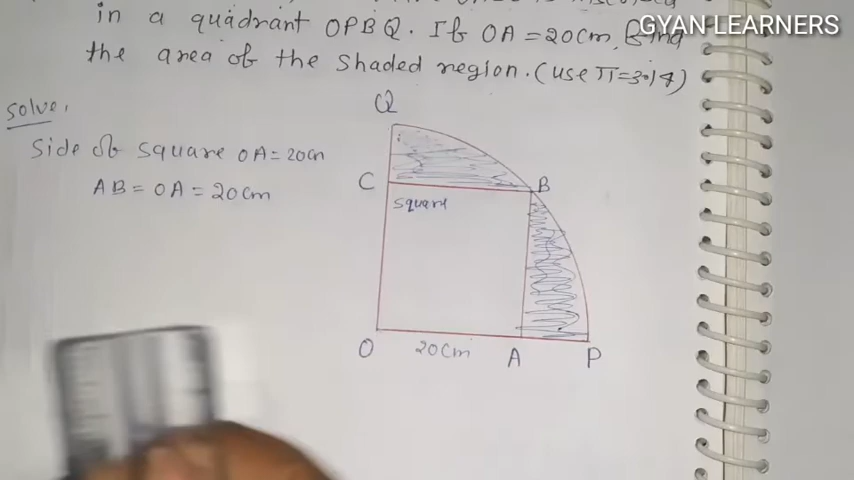 in a quadrant OPBQ. If OA = 20cm, find
GYAN LEARNERS
the area of the shaded region. (use π=3.14)
Solve,
Side of square OA = 20cm
AB = OA = 20cm
Q
C
B
square
O
20cm
A
P